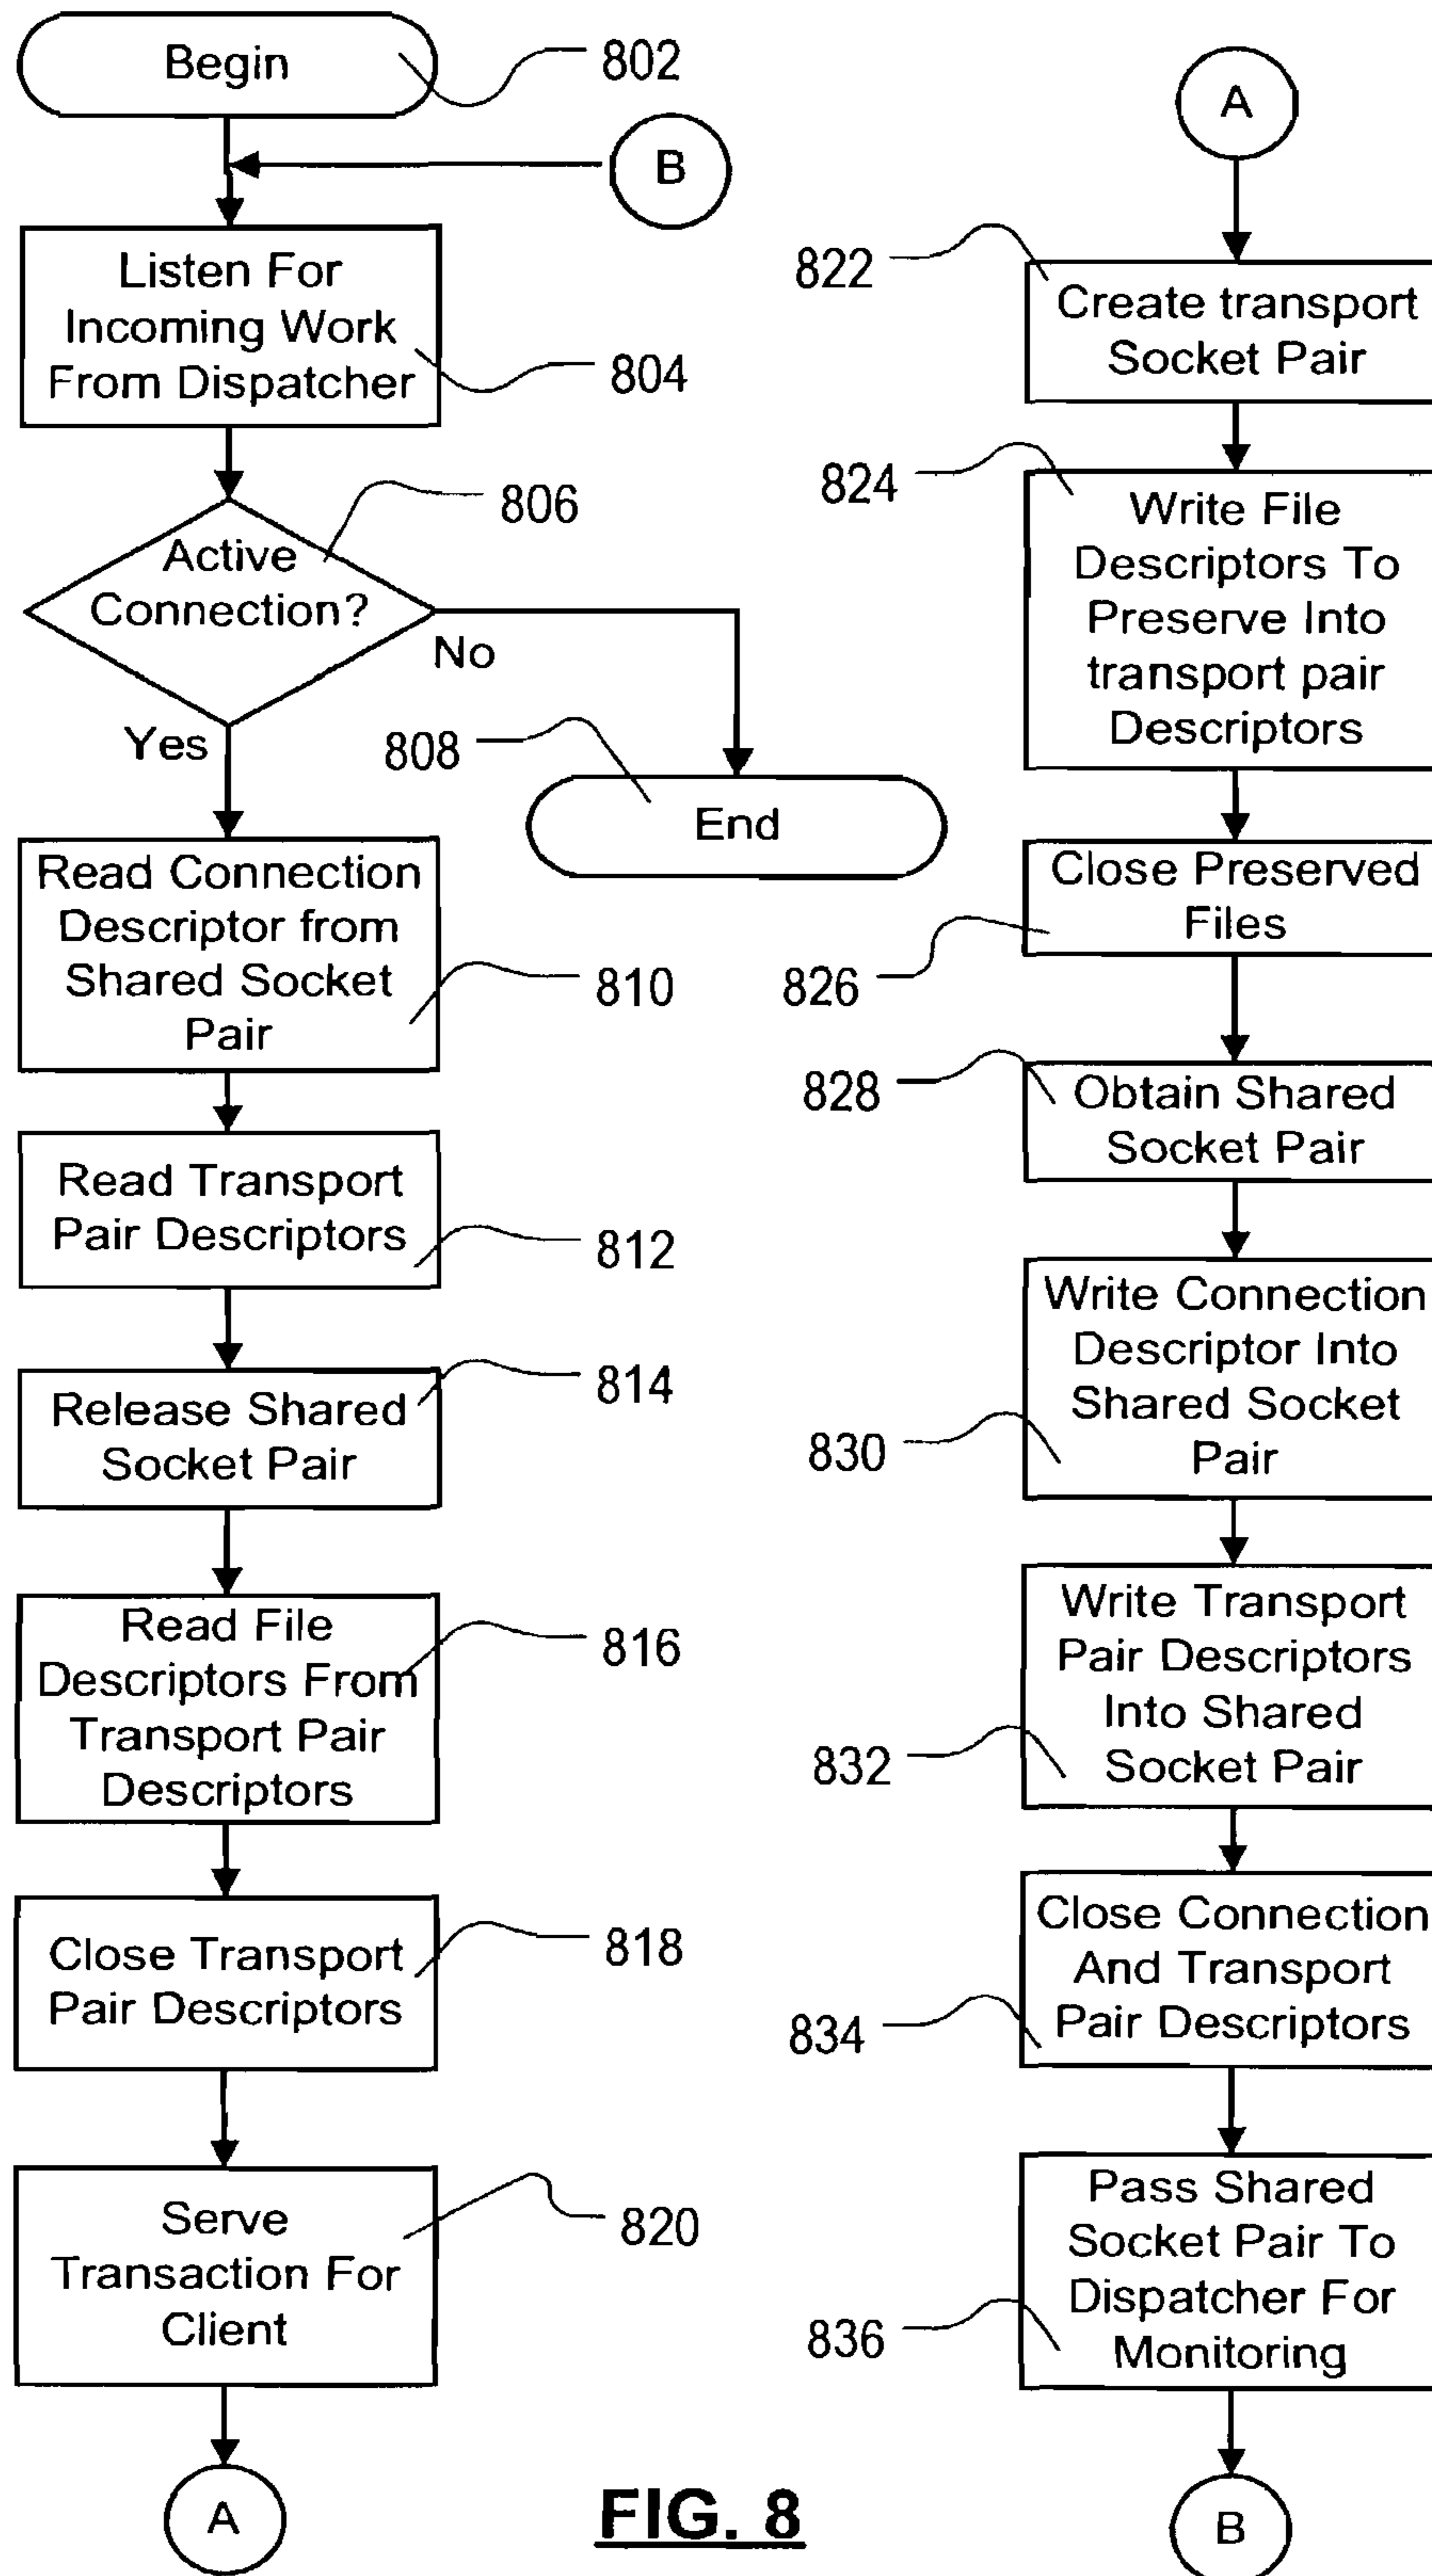 Begin
802
B
Listen For
Incoming Work
From Dispatcher
804
Active
Connection?
806
No
Yes
808
End
Read Connection
Descriptor from
Shared Socket
Pair
810
Read Transport
Pair Descriptors
812
Release Shared
Socket Pair
814
Read File
Descriptors From
Transport Pair
Descriptors
816
Close Transport
Pair Descriptors
818
Serve
Transaction For
Client
820
A
A
822
Create transport
Socket Pair
824
Write File
Descriptors To
Preserve Into
transport pair
Descriptors
Close Preserved
Files
826
828
Obtain Shared
Socket Pair
Write Connection
Descriptor Into
Shared Socket
Pair
830
Write Transport
Pair Descriptors
Into Shared
Socket Pair
832
Close Connection
And Transport
Pair Descriptors
834
Pass Shared
Socket Pair To
Dispatcher For
Monitoring
836
B
FIG. 8